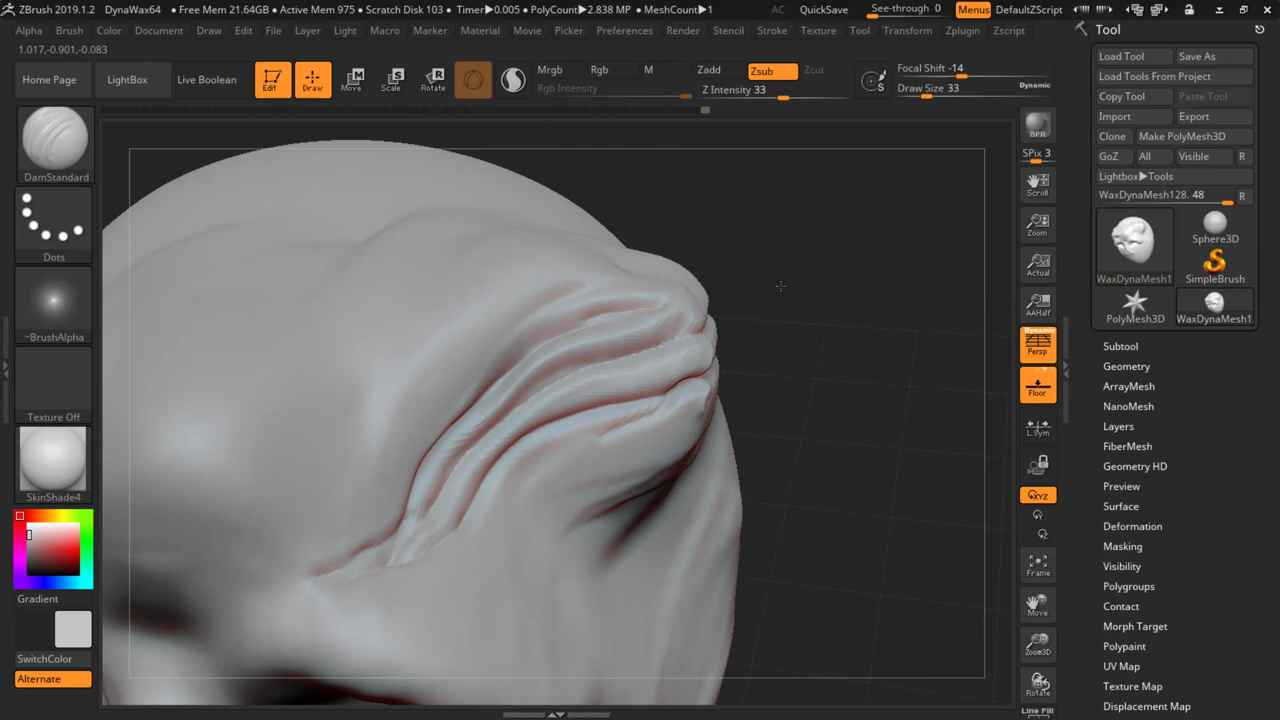 ZBrush 2019.1.2 DynaWax64 • Free Mem 21.64GB • Active Mem 975 • Scratch Disk 103 • Timer▶0.005 • PolyCount▶2.838 MP • MeshCount▶1 AC QuickSave See-through 0 Menus DefaultZScript
Alpha Brush Color Document Draw Edit File Layer Light Macro Marker Material Movie Picker Preferences Render Stencil Stroke Texture Tool Transform Zplugin Zscript
Tool
1.017,-0.901,-0.083
Home Page LightBox Live Boolean Edit Draw Move Scale Rotate
Mrgb Rgb M Zadd Zsub Zcut
Rgb Intensity Z Intensity 33
Focal Shift -14
Draw Size 33 Dynamic
Load Tool Save As
Load Tools From Project
Copy Tool Paste Tool
Import Export
Clone Make PolyMesh3D
GoZ All Visible R
Lightbox▶Tools
WaxDynaMesh128. 48 R
WaxDynaMesh1 Sphere3D
SimpleBrush
PolyMesh3D WaxDynaMesh1
Subtool
Geometry
ArrayMesh
NanoMesh
Layers
FiberMesh
Geometry HD
Preview
Surface
Deformation
Masking
Visibility
Polygroups
Contact
Morph Target
Polypaint
UV Map
Texture Map
Displacement Map
DamStandard
Dots
~BrushAlpha
Texture Off
SkinShade4
Gradient
SwitchColor
Alternate
BPR
SPix 3
Scroll
Zoom
Actual
AAHalf
Dynamic
Persp
Floor
L.Sym
XYZ
Frame
Move
Zoom3D
Rotate
Line Fill